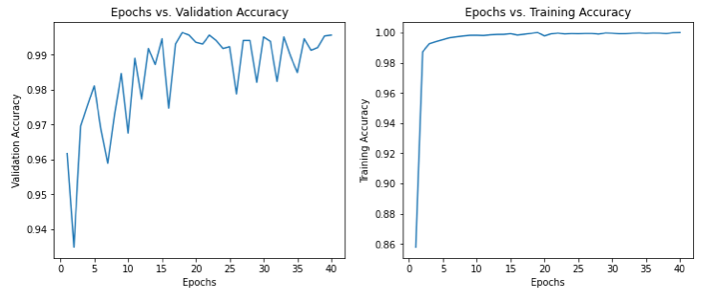 Epochs vs. Validation Accuracy
Validation Accuracy
0.99
0.98
0.97
0.96
0.95
0.94
0 5 10 15 20 25 30 35 40
Epochs
Epochs vs. Training Accuracy
Training Accuracy
1.00
0.98
0.96
0.94
0.92
0.90
0.88
0.86
0 5 10 15 20 25 30 35 40
Epochs